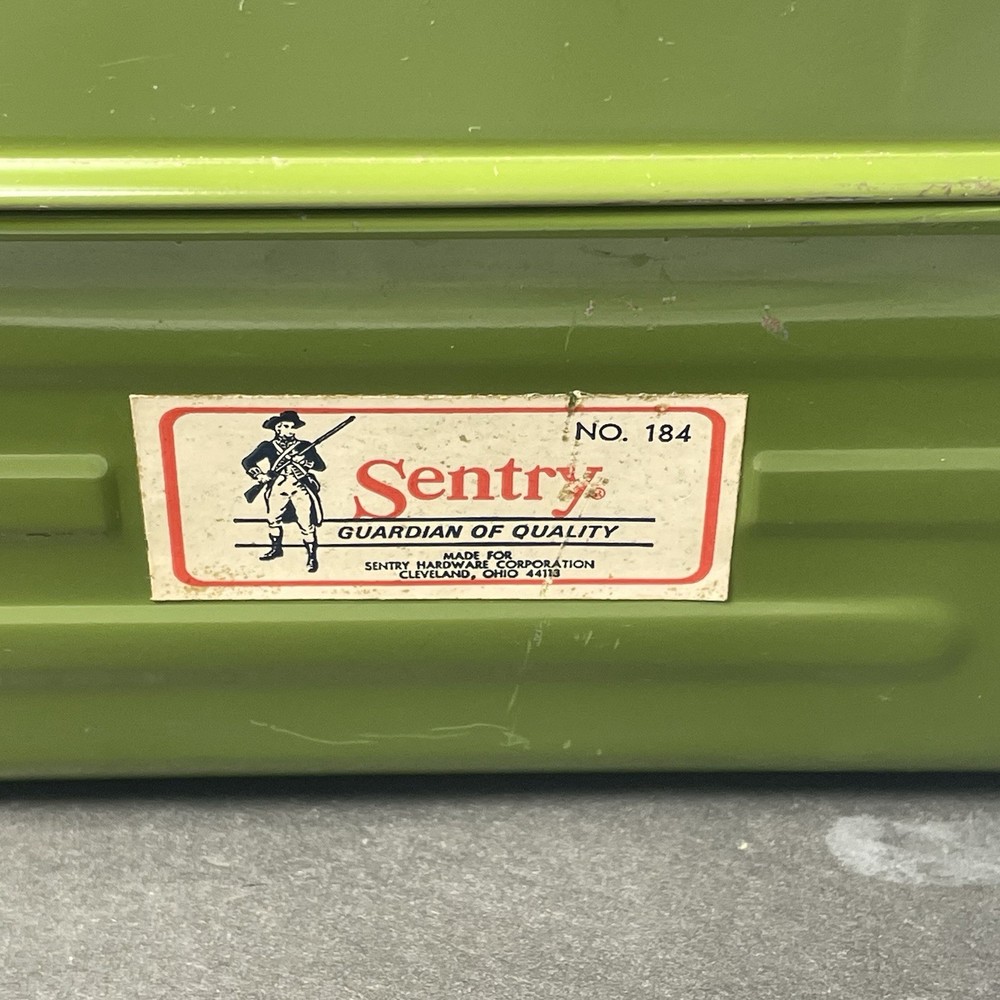 NO. 184
Sentry®
GUARDIAN OF QUALITY
MADE FOR
SENTRY HARDWARE CORPORATION
CLEVELAND, OHIO 44113